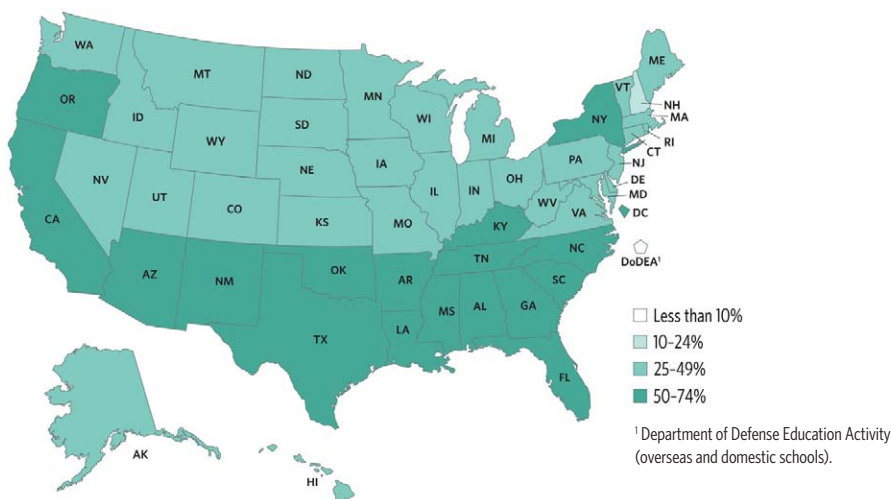 WA
ME
MT
ND
VT
MN
OR
NH
ID
WI
NY
MA
SD
MI
RI
WY
CT
PA
IA
NJ
NE
OH
DE
NV
IL
IN
MD
UT
WV
CO
VA
DC
CA
KS
MO
KY
NC
DoDEA¹
TN
OK
AZ
NM
AR
SC
MS
AL
GA
LA
TX
FL
Less than 10%
10–24%
25–49%
50–74%
¹ Department of Defense Education Activity
(overseas and domestic schools).
AK
HI